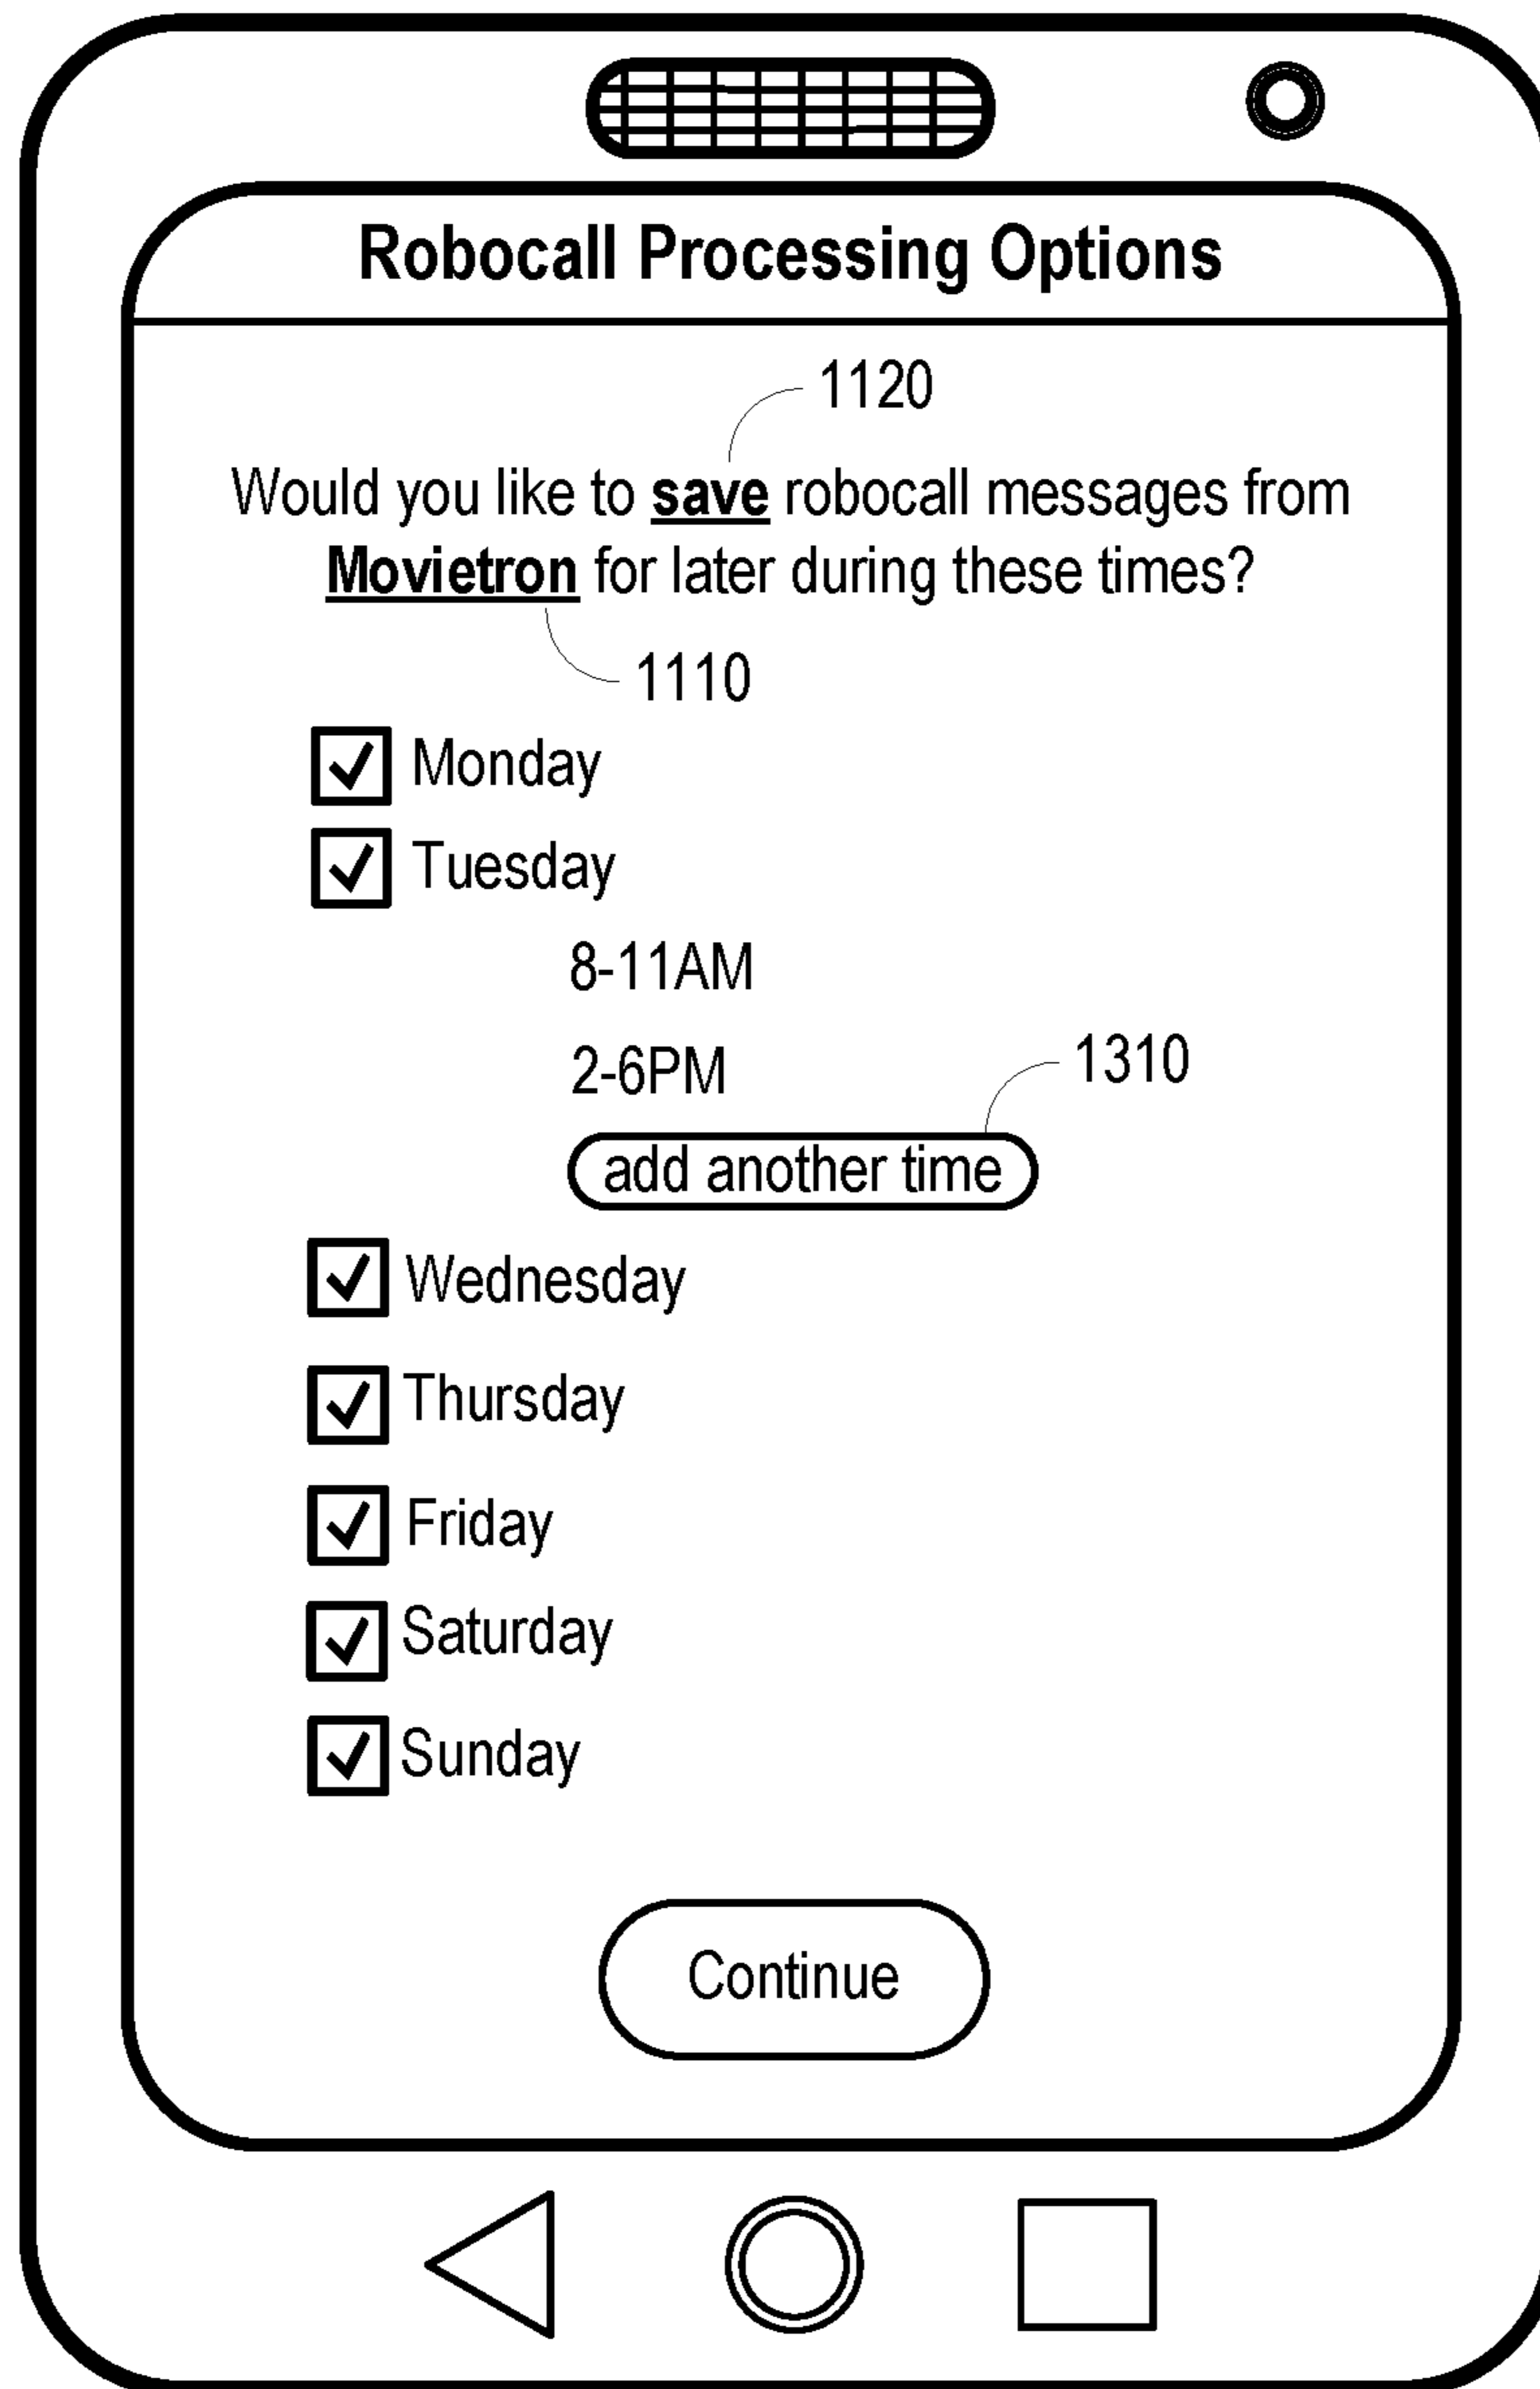 Robocall Processing Options
1120
Would you like to save robocall messages from
Movietron for later during these times?
1110
Monday
Tuesday
8-11AM
2-6PM
1310
add another time
Wednesday
Thursday
Friday
Saturday
Sunday
Continue